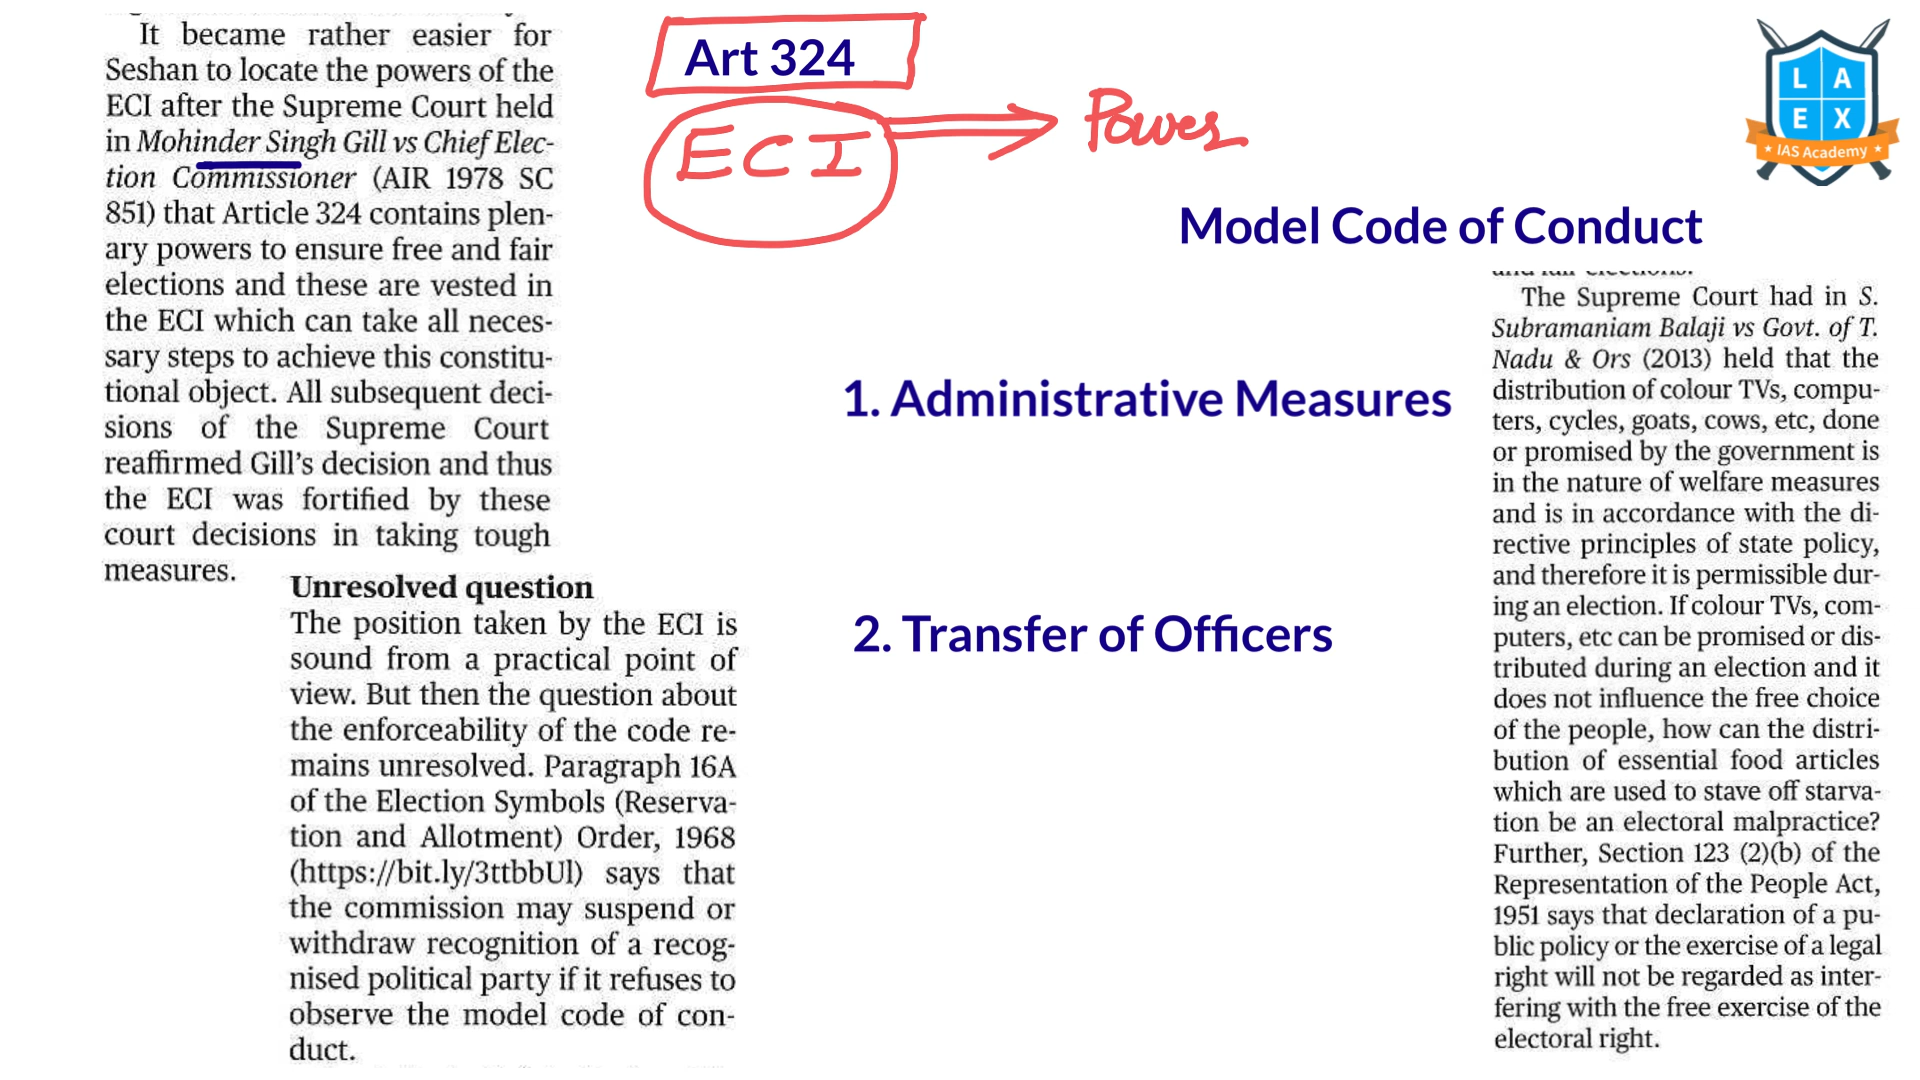 It became rather easier for
Seshan to locate the powers of the
ECI after the Supreme Court held
in Mohinder Singh Gill vs Chief Elec-
tion Commissioner (AIR 1978 SC
851) that Article 324 contains plen-
ary powers to ensure free and fair
elections and these are vested in
the ECI which can take all neces-
sary steps to achieve this constitu-
tional object. All subsequent deci-
sions of the Supreme Court
reaffirmed Gill's decision and thus
the ECI was fortified by these
court decisions in taking tough
measures.
Unresolved question
The position taken by the ECI is
sound from a practical point of
view. But then the question about
the enforceability of the code re-
mains unresolved. Paragraph 16A
of the Election Symbols (Reserva-
tion and Allotment) Order, 1968
(https://bit.ly/3ttbbUl) says that
the commission may suspend or
withdraw recognition of a recog-
nised political party if it refuses to
observe the model code of con-
duct.
Art 324
ECI
Power
Model Code of Conduct
1. Administrative Measures
2. Transfer of Officers
L A
E X
IAS Academy
and fair elections.
The Supreme Court had in S.
Subramaniam Balaji vs Govt. of T.
Nadu & Ors (2013) held that the
distribution of colour TVs, compu-
ters, cycles, goats, cows, etc, done
or promised by the government is
in the nature of welfare measures
and is in accordance with the di-
rective principles of state policy,
and therefore it is permissible dur-
ing an election. If colour TVs, com-
puters, etc can be promised or dis-
tributed during an election and it
does not influence the free choice
of the people, how can the distri-
bution of essential food articles
which are used to stave off starva-
tion be an electoral malpractice?
Further, Section 123 (2)(b) of the
Representation of the People Act,
1951 says that declaration of a pu-
blic policy or the exercise of a legal
right will not be regarded as inter-
fering with the free exercise of the
electoral right.